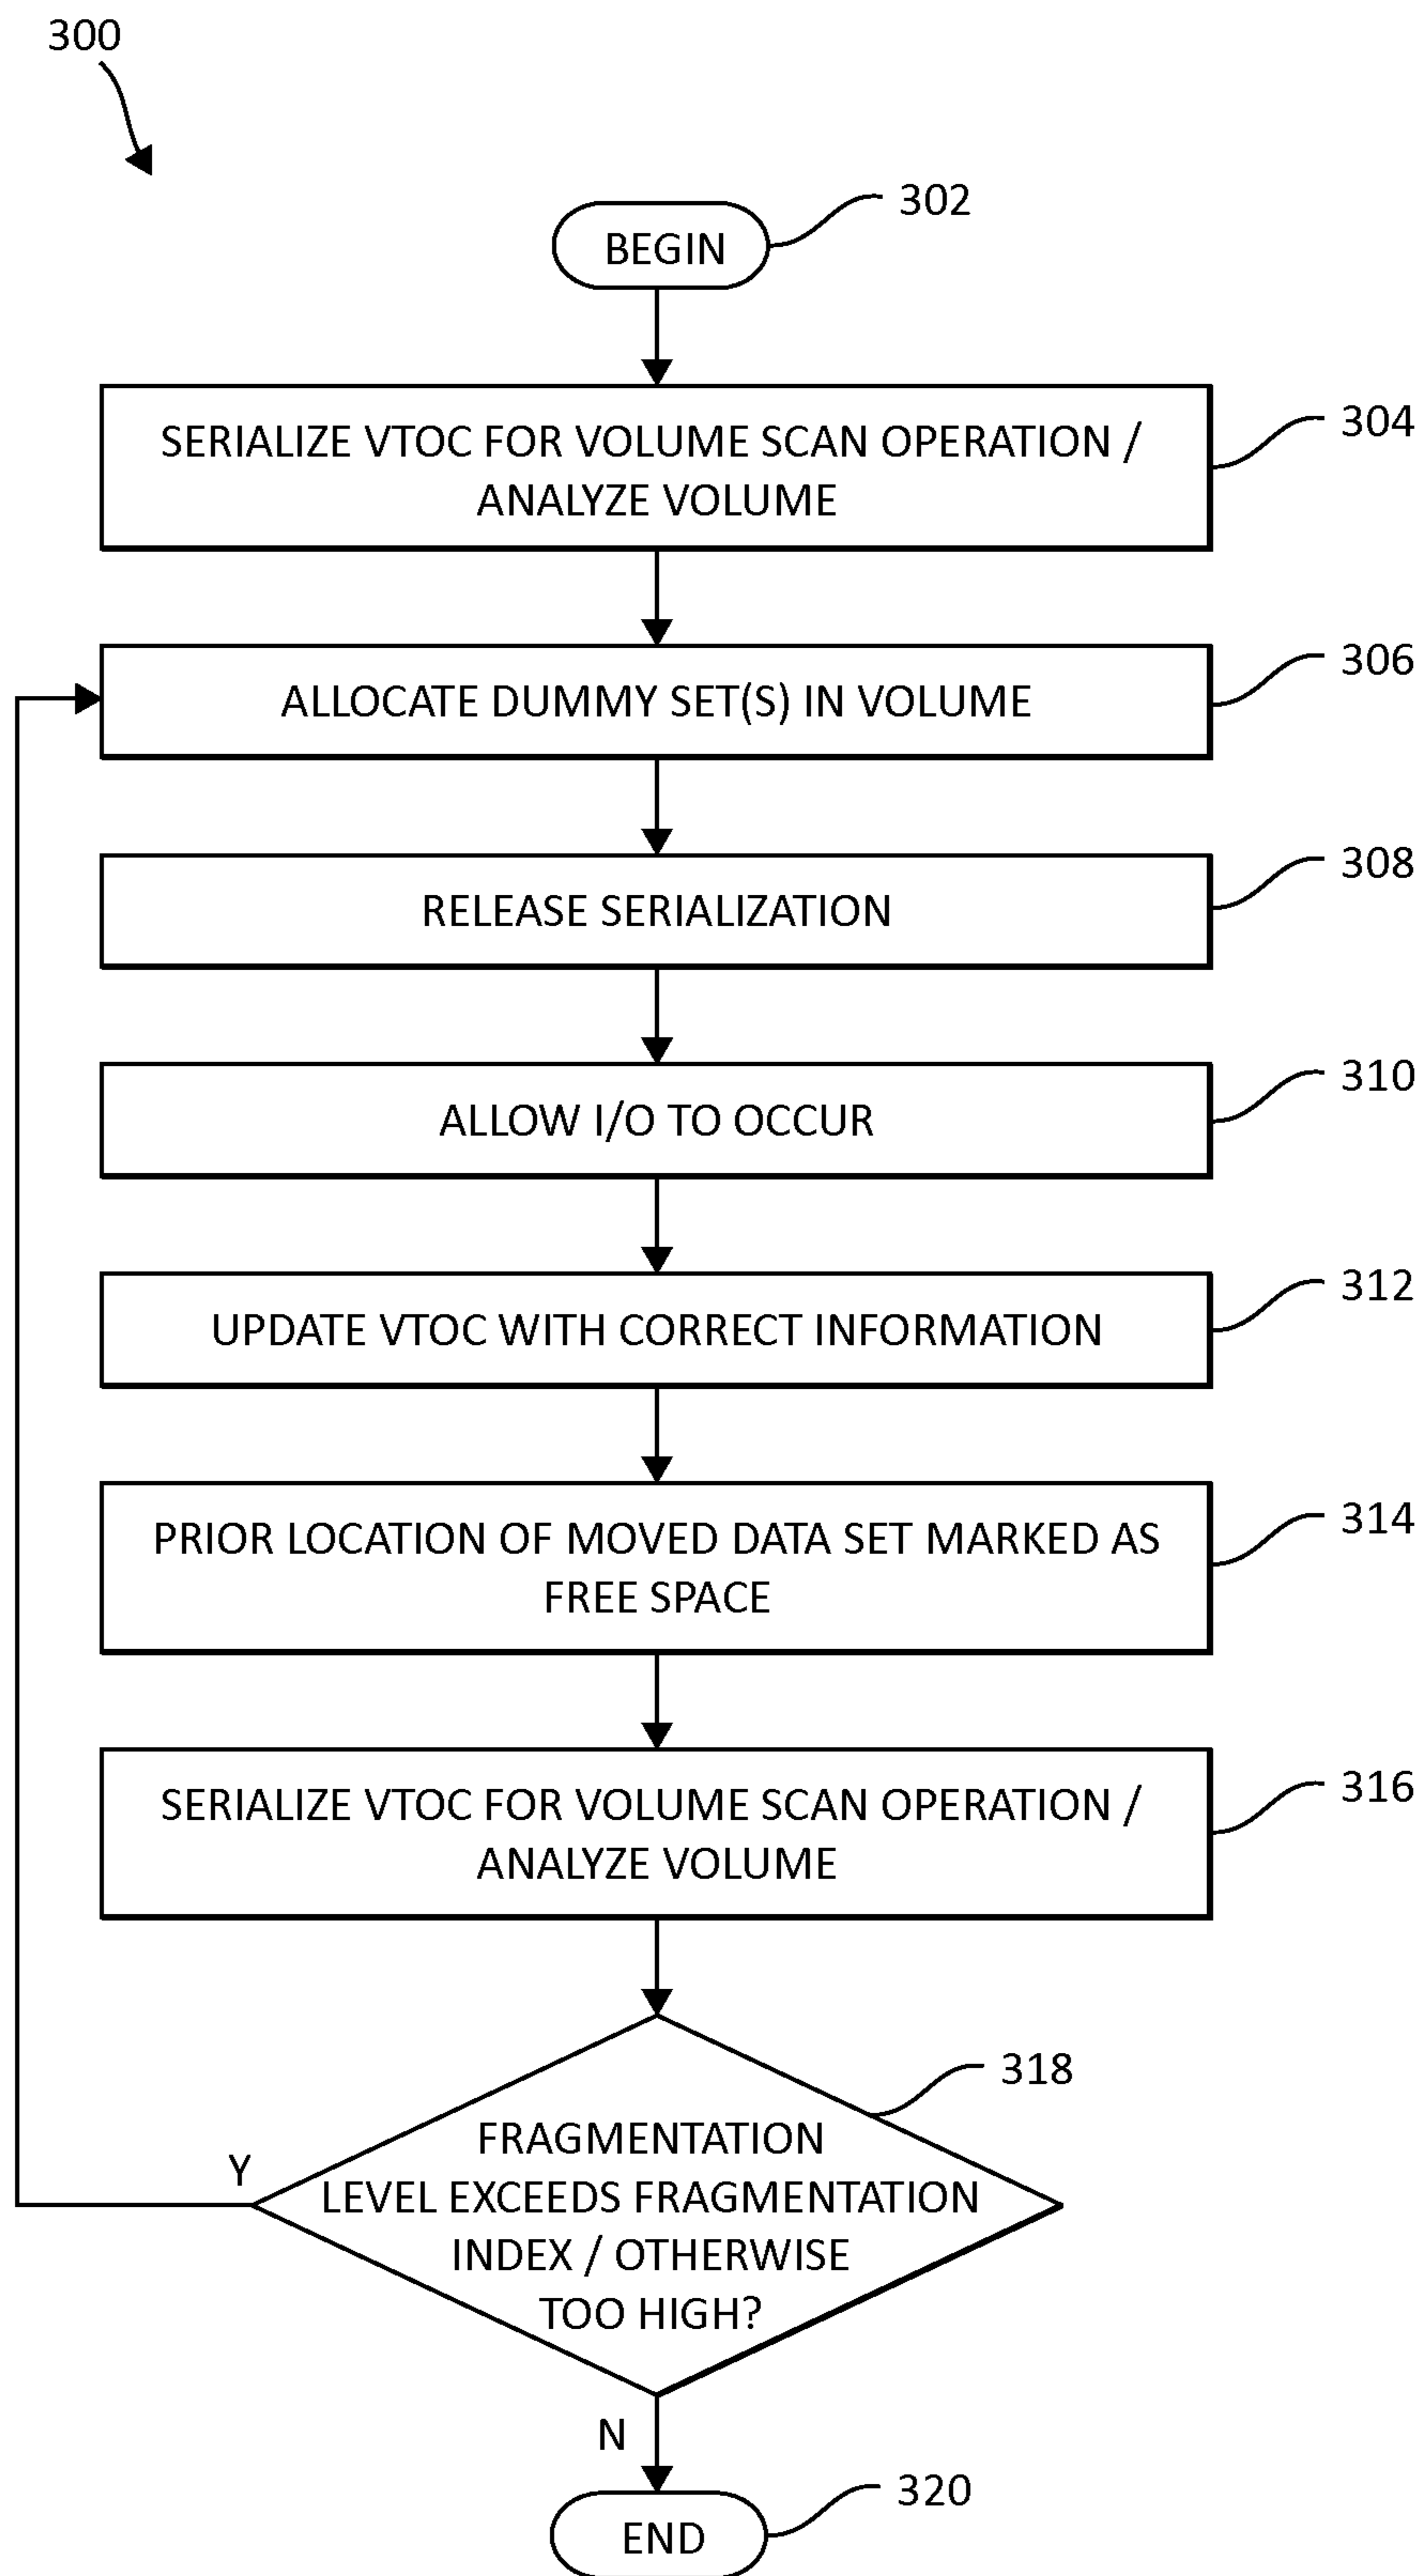 300
302
BEGIN
304
SERIALIZE VTOC FOR VOLUME SCAN OPERATION /
ANALYZE VOLUME
306
ALLOCATE DUMMY SET(S) IN VOLUME
308
RELEASE SERIALIZATION
310
ALLOW I/O TO OCCUR
312
UPDATE VTOC WITH CORRECT INFORMATION
314
PRIOR LOCATION OF MOVED DATA SET MARKED AS
FREE SPACE
316
SERIALIZE VTOC FOR VOLUME SCAN OPERATION /
ANALYZE VOLUME
318
FRAGMENTATION
LEVEL EXCEEDS FRAGMENTATION
INDEX / OTHERWISE
TOO HIGH?
Y
N
320
END